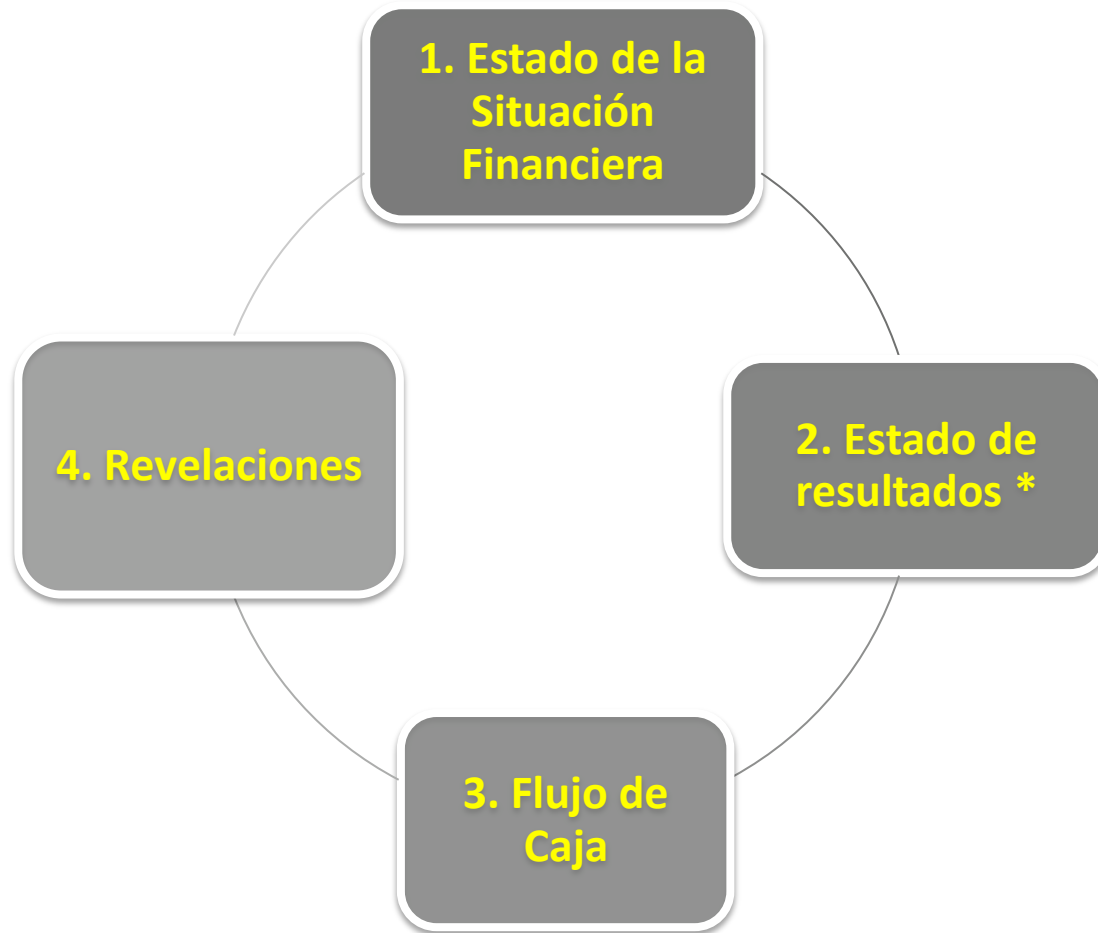 1. Estado de la
Situación
Financiera
2. Estado de
resultados *
3. Flujo de
Caja
4. Revelaciones